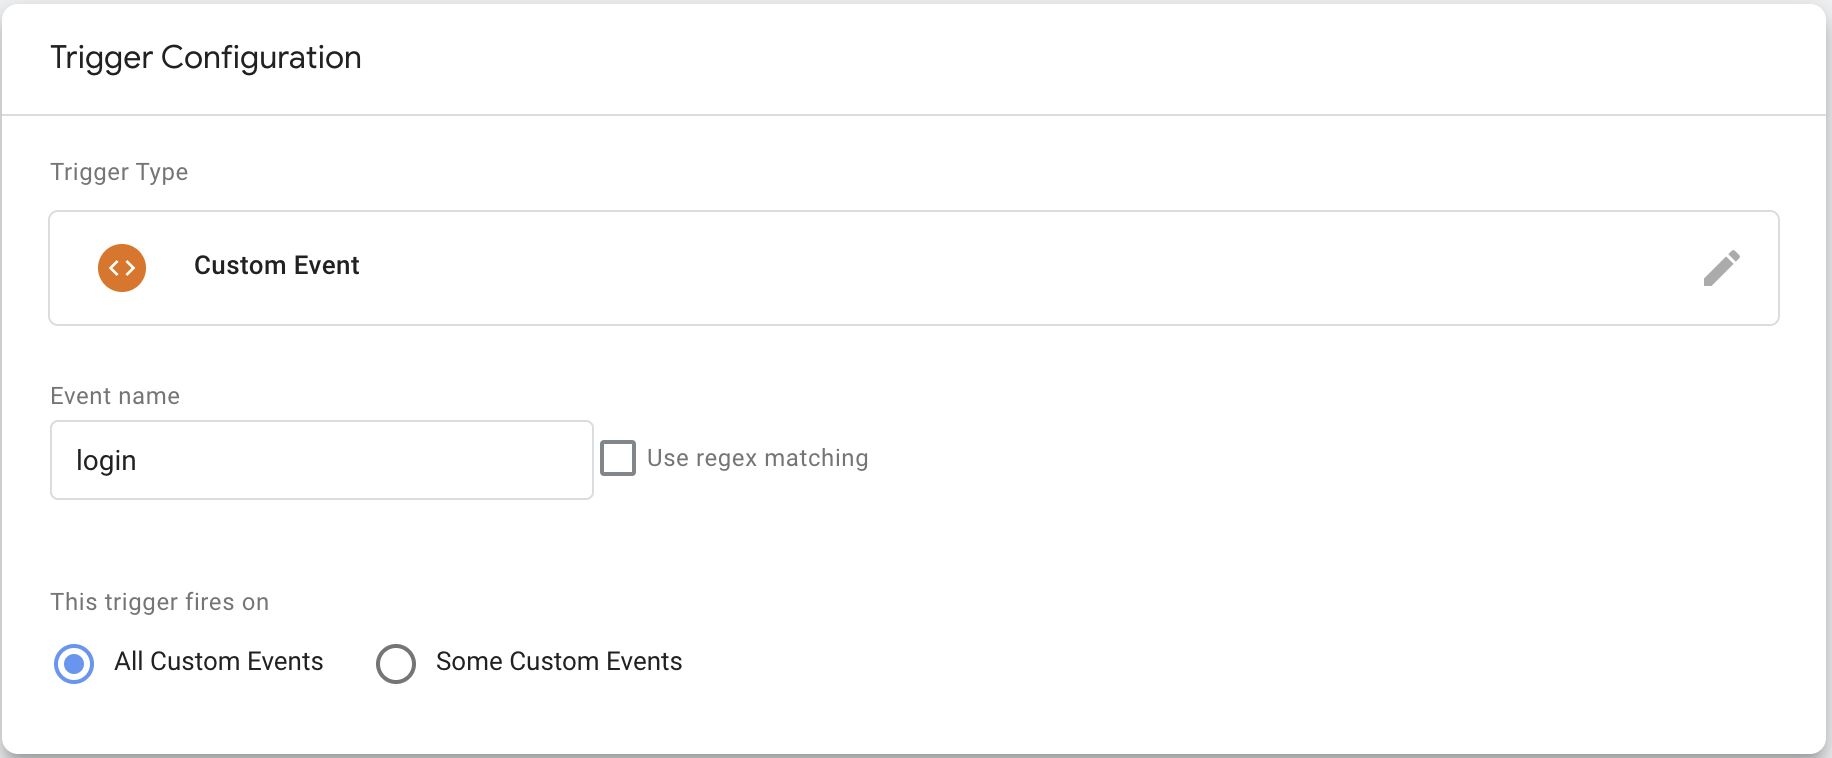 Trigger Configuration
Trigger Type
Custom Event
Event name
login
Use regex matching
This trigger fires on
All Custom Events Some Custom Events